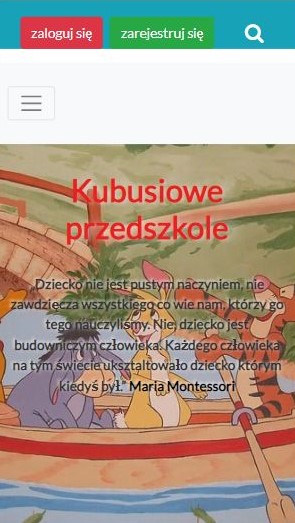 zaloguj się zarejestruj się
Kubusiowe
przedszkole
Dziecko nie jest pustym naczyniem, nie
zawdzięcza wszystkiego co wie nam, którzy go
tego nauczyliśmy. Nie, dziecko jest
budowniczym człowieka. Każdego człowieka
na tym świecie ukształtowało dziecko którym
kiedyś był." Maria Montessori